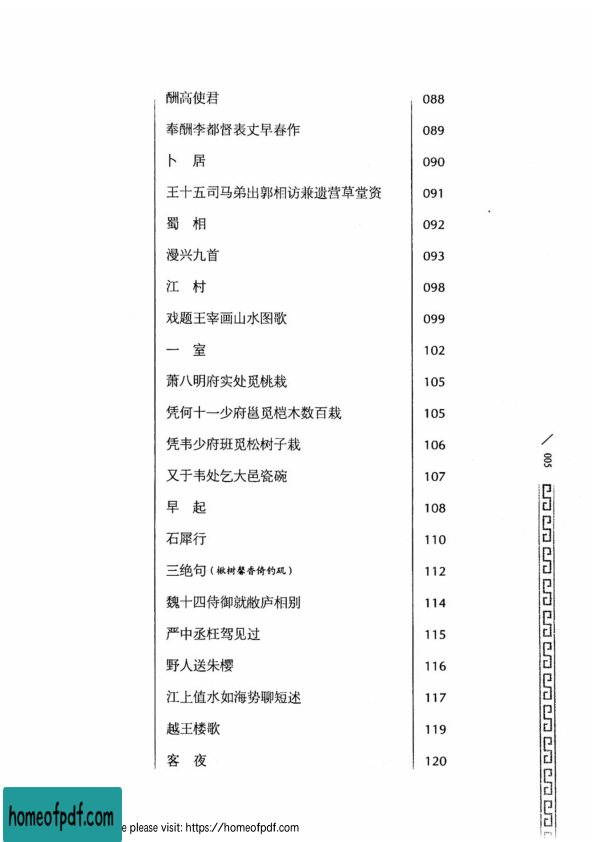 酬高使君 088
奉酬李都督表丈早春作 089
卜 居 090
王十五司马弟出郭相访兼遗营草堂资 091
蜀 相 092
漫兴九首 093
江 村 098
戏题王宰画山水图歌 099
一 室 102
萧八明府实处觅桃栽 105
凭何十一少府邕觅桤木数百栽 105
凭韦少府班觅松树子栽 106
又于韦处乞大邑瓷碗 107
早 起 108
石犀行 110
三绝句（楸树馨香倚钓矶） 112
魏十四侍御就敝庐相别 114
严中丞枉驾见过 115
野人送朱樱 116
江上值水如海势聊短述 117
越王楼歌 119
客 夜 120
/ 005
homeofpdf.com
e please visit: https://homeofpdf.com